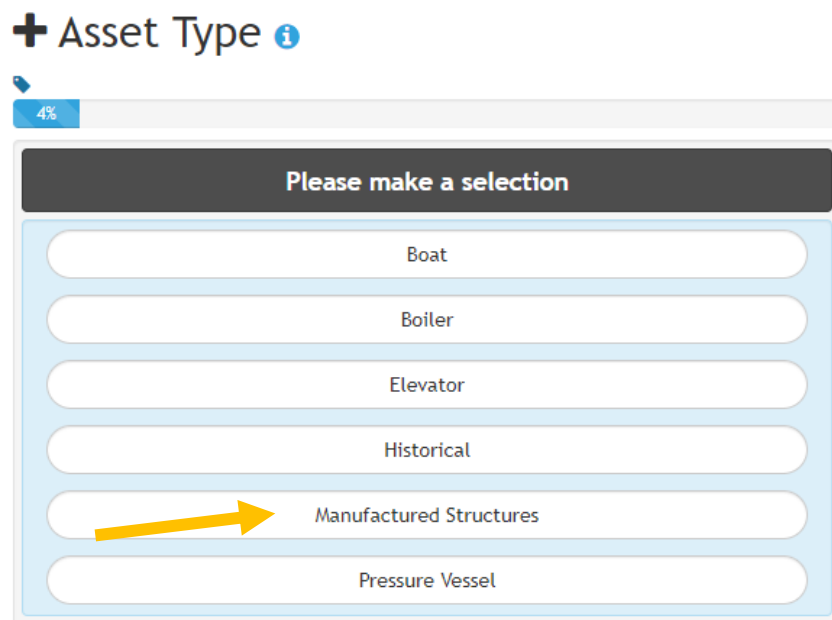 Asset Type
4%
Please make a selection
Boat
Boiler
Elevator
Historical
Manufactured Structures
Pressure Vessel